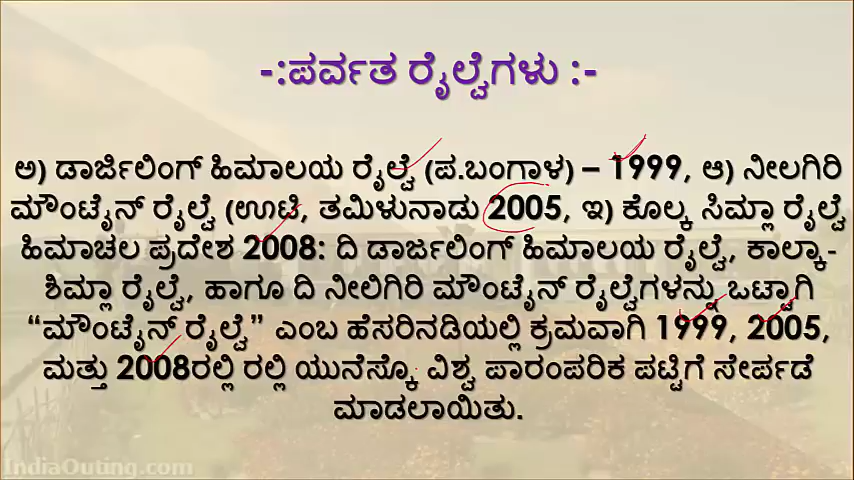 -:ಪರ್ವತ ರೈಲ್ವೆಗಳು :-
ಅ) ಡಾರ್ಜಿಲಿಂಗ್ ಹಿಮಾಲಯ ರೈಲ್ವೆ (ಪ.ಬಂಗಾಳ) – 1999, ಆ) ನೀಲಗಿರಿ
ಮೌಂಟೈನ್ ರೈಲ್ವೆ (ಊಟಿ, ತಮಿಳುನಾಡು 2005, ಇ) ಕೊಲ್ಕ ಸಿಮ್ಲಾ ರೈಲ್ವೆ
ಹಿಮಾಚಲ ಪ್ರದೇಶ 2008: ದಿ ಡಾರ್ಜಲಿಂಗ್ ಹಿಮಾಲಯ ರೈಲ್ವೆ, ಕಾಲ್ಕಾ-
ಶಿಮ್ಲಾ ರೈಲ್ವೆ, ಹಾಗೂ ದಿ ನೀಲಿಗಿರಿ ಮೌಂಟೈನ್ ರೈಲ್ವೆಗಳನ್ನು ಒಟ್ಟಾಗಿ
“ಮೌಂಟೈನ್ ರೈಲ್ವೆ” ಎಂಬ ಹೆಸರಿನಡಿಯಲ್ಲಿ ಕ್ರಮವಾಗಿ 1999, 2005,
ಮತ್ತು 2008ರಲ್ಲಿ ರಲ್ಲಿ ಯುನೆಸ್ಕೊ ವಿಶ್ವ ಪಾರಂಪರಿಕ ಪಟ್ಟಿಗೆ ಸೇರ್ಪಡೆ
ಮಾಡಲಾಯಿತು.
IndiaOuting.com